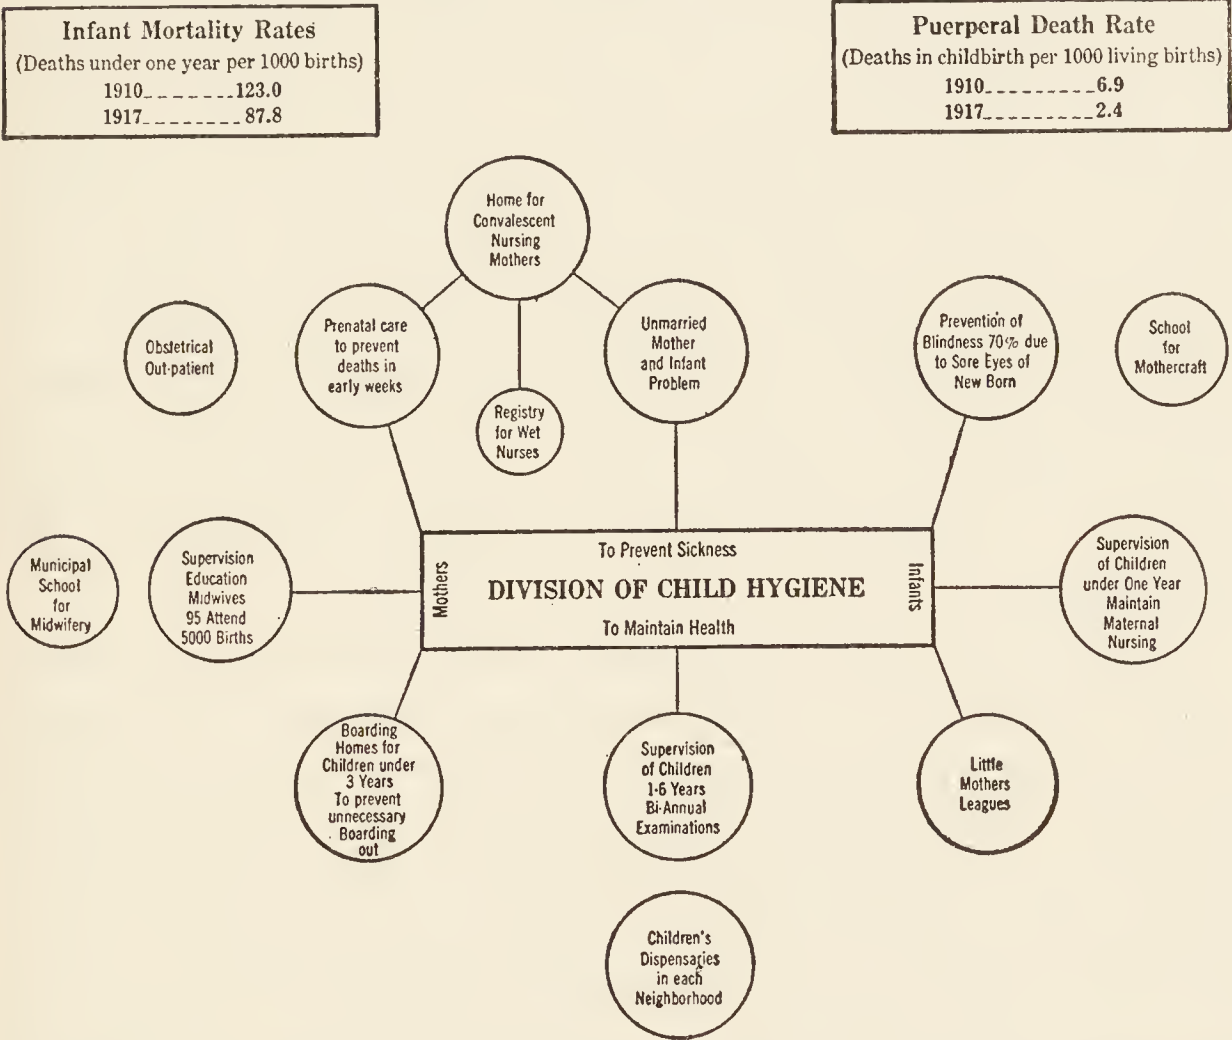 Infant Mortality Rates
(Deaths under one year per 1000 births)
1910________123.0
1917________87.8
Puerperal Death Rate
(Deaths in childbirth per 1000 living births)
1910_________6.9
1917_________2.4
Home for
Convalescent
Nursing
Mothers
Obstetrical
Out-patient
Prenatal care
to prevent
deaths in
early weeks
Registry
for Wet
Nurses
Unmarried
Mother
and Infant
Problem
Prevention of
Blindness 70% due
to Sore Eyes of
New Born
School
for
Mothercraft
Municipal
School
for
Midwifery
Supervision
Education
Midwives
95 Attend
5000 Births
Mothers
To Prevent Sickness
DIVISION OF CHILD HYGIENE
To Maintain Health
Infants
Supervision
of Children
under One Year
Maintain
Maternal
Nursing
Boarding
Homes for
Children under
3 Years
To prevent
unnecessary
Boarding
out
Supervision
of Children
1-6 Years
Bi-Annual
Examinations
Little
Mothers
Leagues
Children's
Dispensaries
in each
Neighborhood